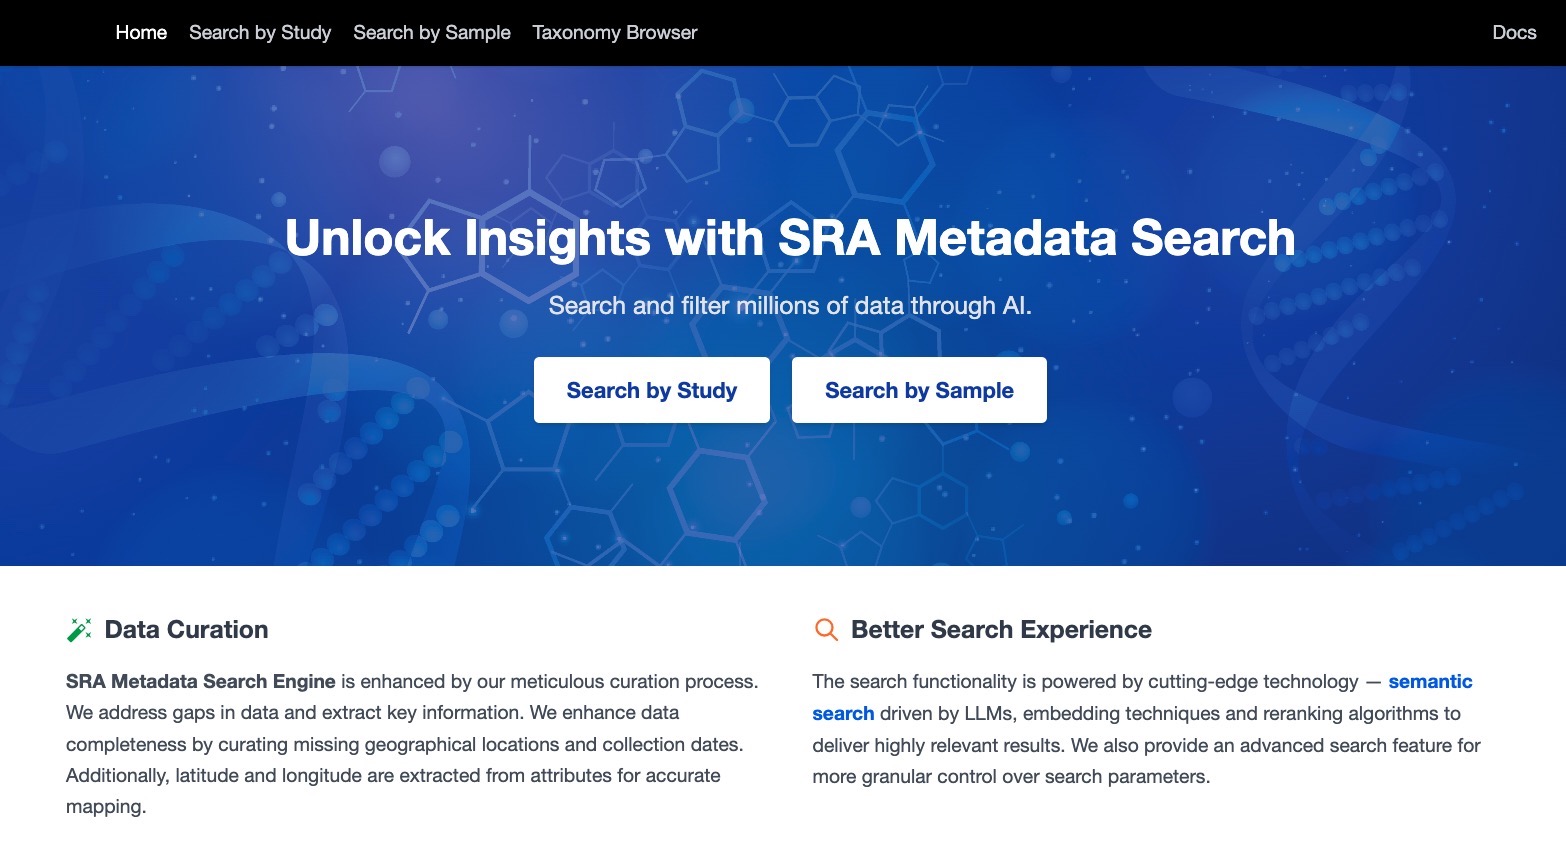 Home Search by Study Search by Sample Taxonomy Browser Docs
Unlock Insights with SRA Metadata Search
Search and filter millions of data through AI.
Search by Study Search by Sample
Data Curation
SRA Metadata Search Engine is enhanced by our meticulous curation process.
We address gaps in data and extract key information. We enhance data
completeness by curating missing geographical locations and collection dates.
Additionally, latitude and longitude are extracted from attributes for accurate
mapping.
Better Search Experience
The search functionality is powered by cutting-edge technology — semantic
search driven by LLMs, embedding techniques and reranking algorithms to
deliver highly relevant results. We also provide an advanced search feature for
more granular control over search parameters.